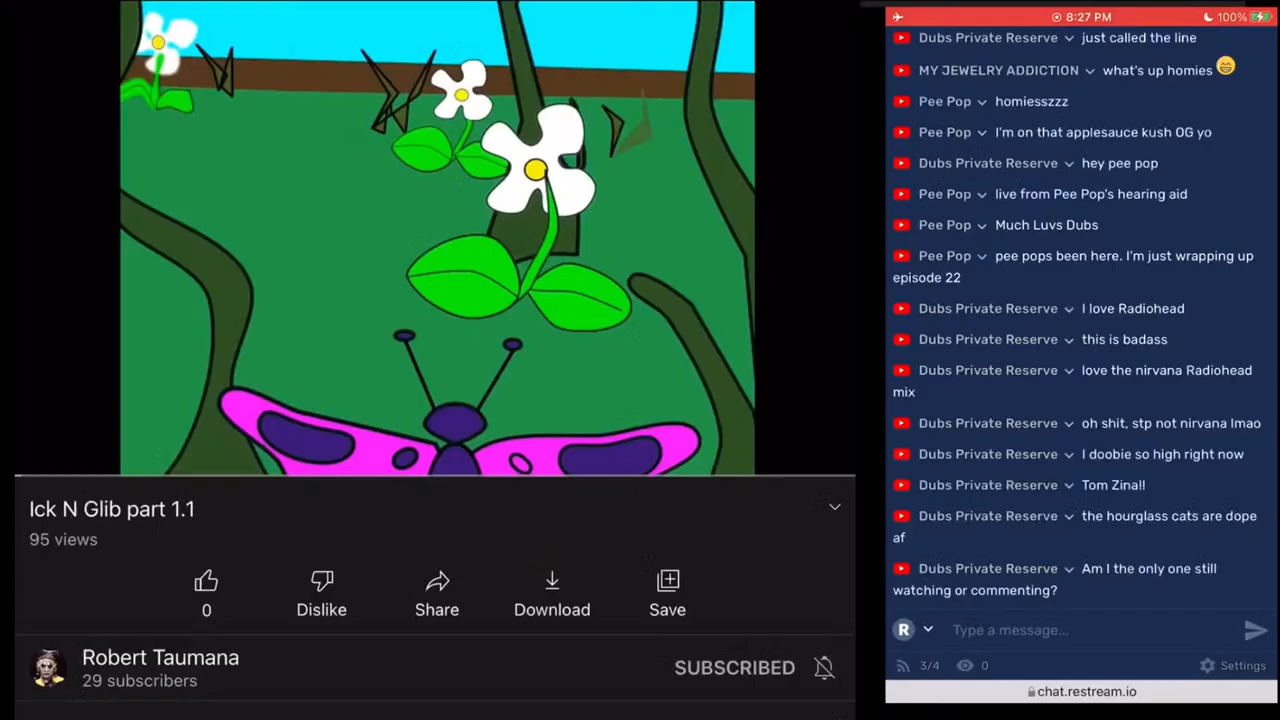 Ick N Glib part 1.1
95 views
0
Dislike
Share
Download
Save
Robert Taumana
29 subscribers
SUBSCRIBED
8:27 PM
100%
Dubs Private Reserve just called the line
MY JEWELRY ADDICTION what's up homies 😁
Pee Pop homiesszzz
Pee Pop I'm on that applesauce kush OG yo
Dubs Private Reserve hey pee pop
Pee Pop live from Pee Pop's hearing aid
Pee Pop Much Luvs Dubs
Pee Pop pee pops been here. I'm just wrapping up
episode 22
Dubs Private Reserve I love Radiohead
Dubs Private Reserve this is badass
Dubs Private Reserve love the nirvana Radiohead
mix
Dubs Private Reserve oh shit, stp not nirvana lmao
Dubs Private Reserve I doobie so high right now
Dubs Private Reserve Tom Zina!!
Dubs Private Reserve the hourglass cats are dope
af
Dubs Private Reserve Am I the only one still
watching or commenting?
R Type a message...
3/4 0 Settings
chat.restream.io